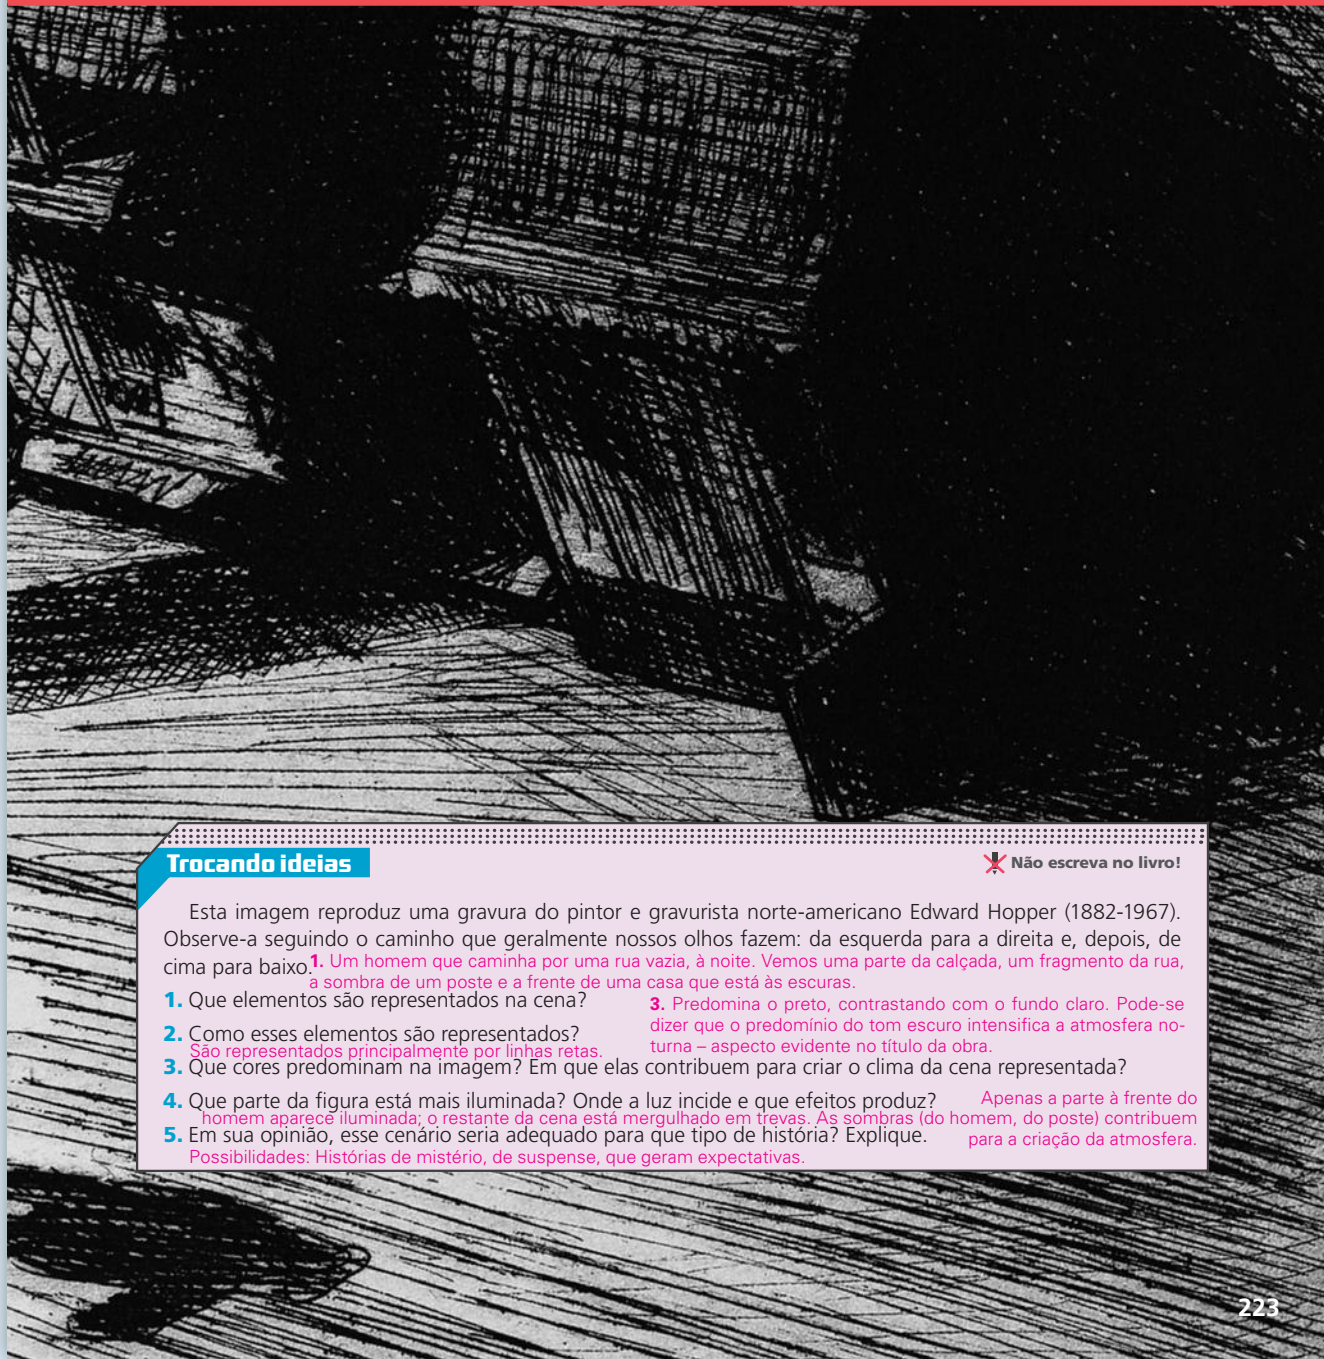 Trocando ideias
Não escreva no livro!
Esta imagem reproduz uma gravura do pintor e gravurista norte-americano Edward Hopper (1882-1967).
Observe-a seguindo o caminho que geralmente nossos olhos fazem: da esquerda para a direita e, depois, de
cima para baixo.
1. Um homem que caminha por uma rua vazia, à noite. Vemos uma parte da calçada, um fragmento da rua,
a sombra de um poste e a frente de uma casa que está às escuras.
1. Que elementos são representados na cena?
2. Como esses elementos são representados?
São representados principalmente por linhas retas.
3. Predomina o preto, contrastando com o fundo claro. Pode-se
dizer que o predomínio do tom escuro intensifica a atmosfera no-
turna – aspecto evidente no título da obra.
3. Que cores predominam na imagem? Em que elas contribuem para criar o clima da cena representada?
4. Que parte da figura está mais iluminada? Onde a luz incide e que efeitos produz?
Apenas a parte à frente do
homem aparece iluminada; o restante da cena está mergulhado em trevas. As sombras (do homem, do poste) contribuem
para a criação da atmosfera.
5. Em sua opinião, esse cenário seria adequado para que tipo de história? Explique.
Possibilidades: Histórias de mistério, de suspense, que geram expectativas.
223